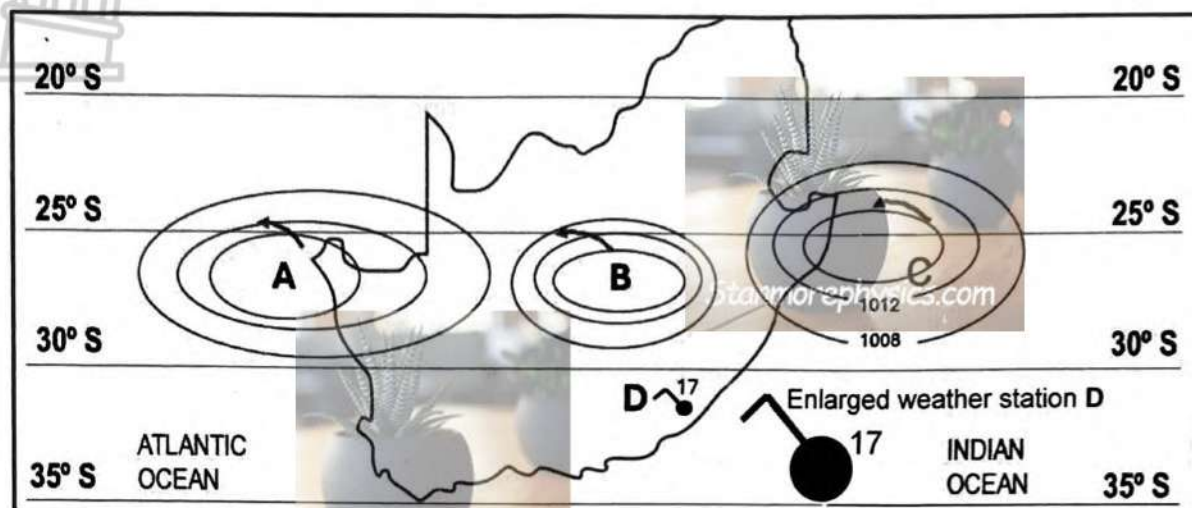 20° S 20° S
25° S 25° S
A B e
Stanmorephysics.com
1012
1008
30° S 30° S
D 17
Enlarged weather station D
17
ATLANTIC
OCEAN
INDIAN
OCEAN
35° S 35° S